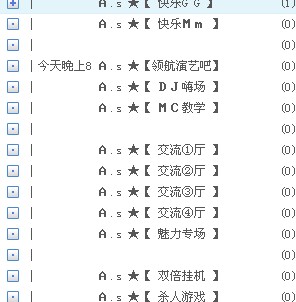 | A.s ★【 快乐GG 】 (1)
| A.s ★【 快乐Mm 】 (0)
| (0)
| 今天晚上8 A.s ★【领航演艺吧】 (0)
| A.s ★【 DJ嗨场 】 (0)
| A.s ★【 MC教学 】 (0)
| (0)
| A.s ★【 交流①厅 】 (0)
| A.s ★【 交流②厅 】 (0)
| A.s ★【 交流③厅 】 (0)
| A.s ★【 交流④厅 】 (0)
| A.s ★【 魅力专场 】 (0)
| (0)
| A.s ★【 双倍挂机 】 (0)
| A.s ★【 杀人游戏 】 (0)